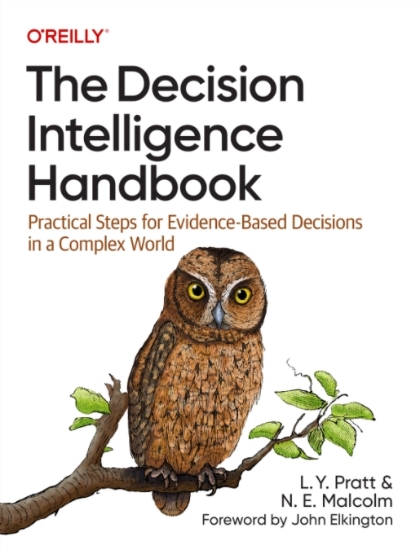 O'REILLY®
The Decision
Intelligence
Handbook
Practical Steps for Evidence-Based Decisions
in a Complex World
L.Y. Pratt &
N. E. Malcolm
Foreword by John Elkington